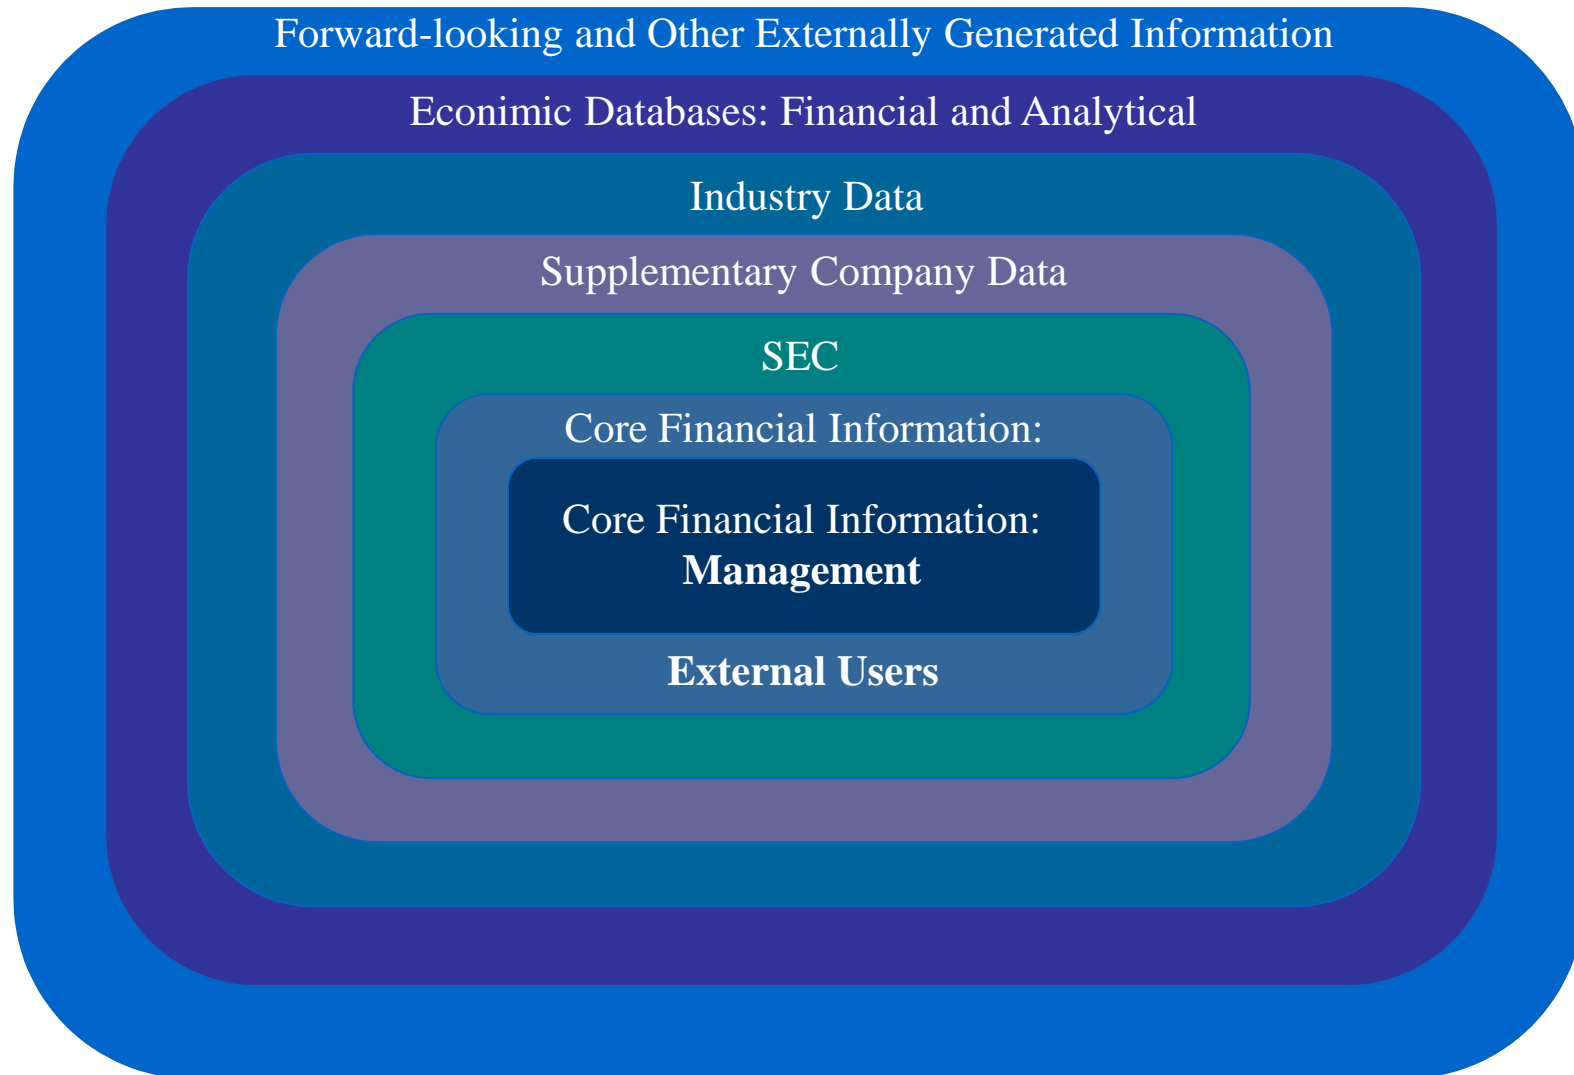 Forward-looking and Other Externally Generated Information
Econimic Databases: Financial and Analytical
Industry Data
Supplementary Company Data
SEC
Core Financial Information:
Core Financial Information:
Management
External Users